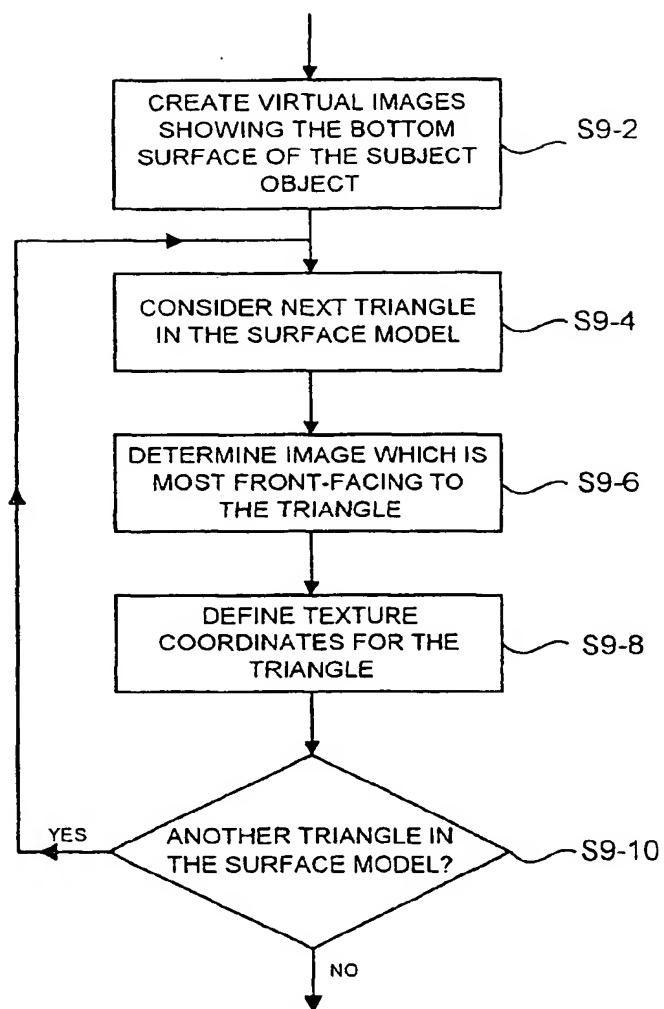 CREATE VIRTUAL IMAGES
SHOWING THE BOTTOM
SURFACE OF THE SUBJECT
OBJECT
S9-2
CONSIDER NEXT TRIANGLE
IN THE SURFACE MODEL
S9-4
DETERMINE IMAGE WHICH IS
MOST FRONT-FACING TO
THE TRIANGLE
S9-6
DEFINE TEXTURE
COORDINATES FOR THE
TRIANGLE
S9-8
YES
ANOTHER TRIANGLE IN
THE SURFACE MODEL?
S9-10
NO